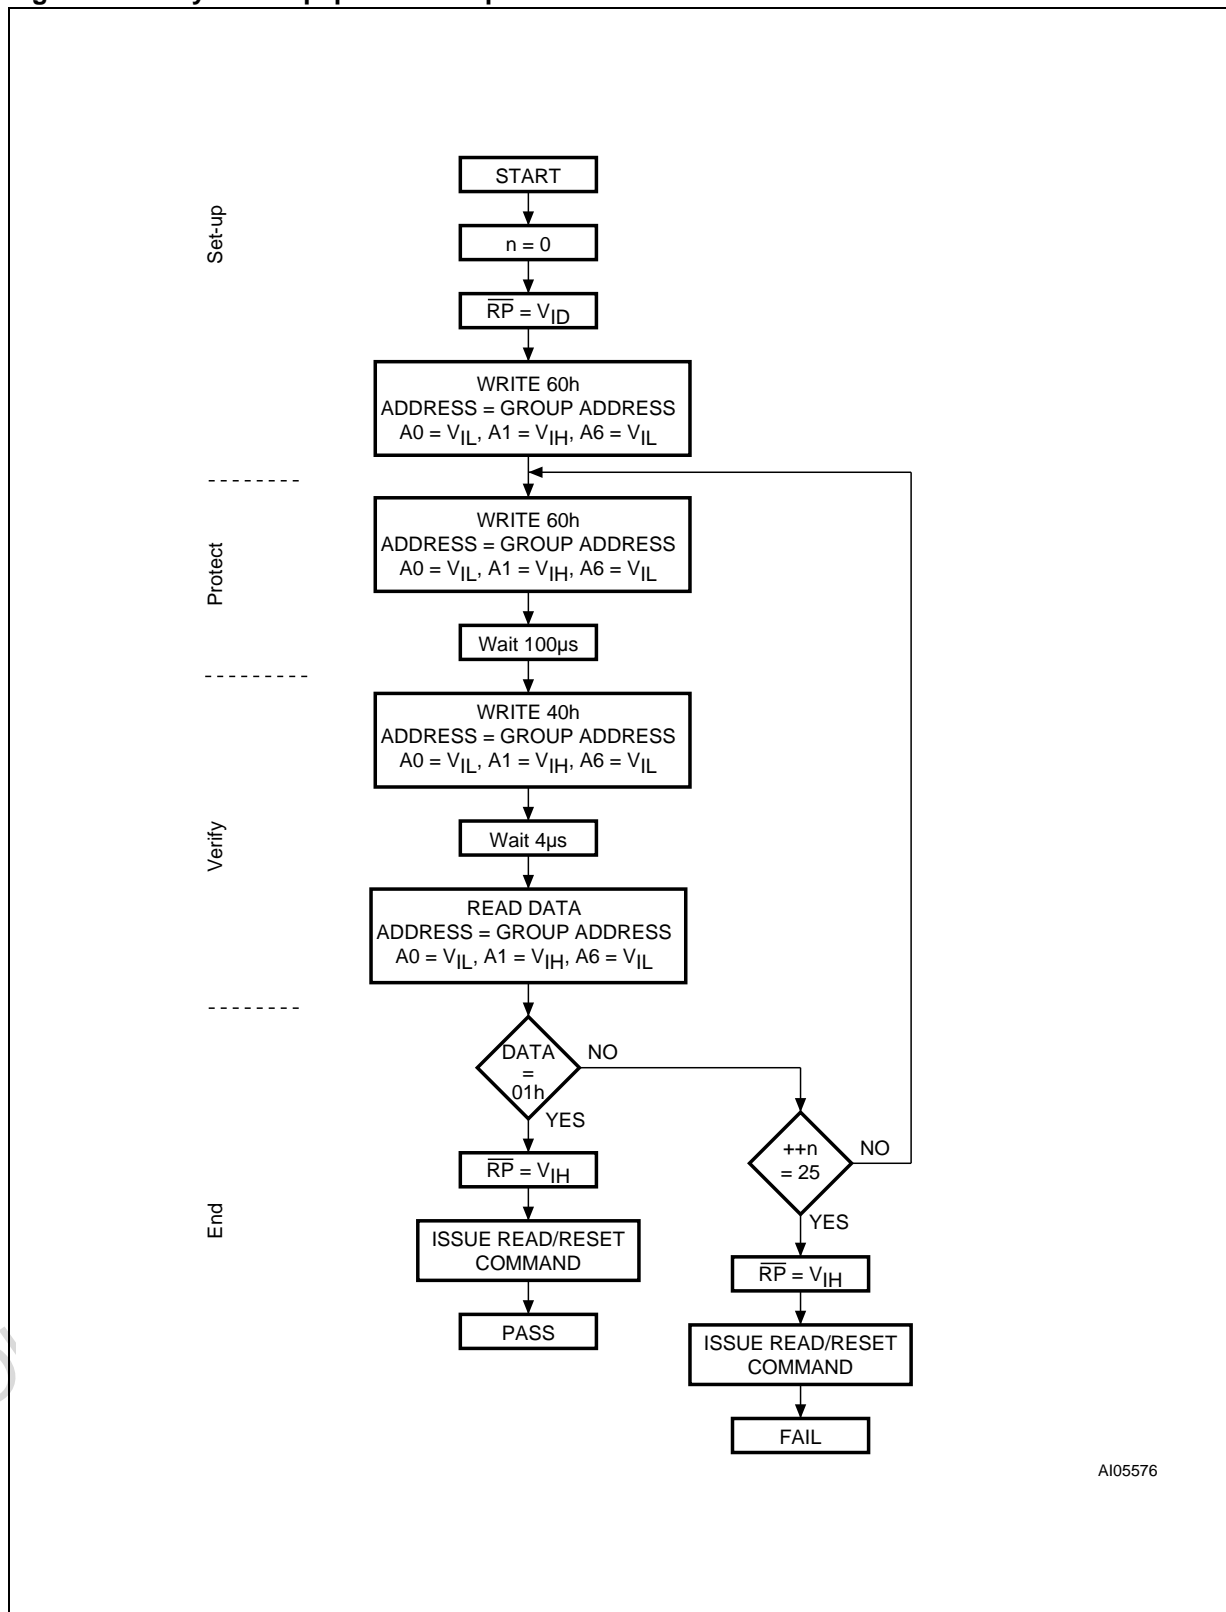 START
Set-up
n = 0
RP = VID
WRITE 60h
ADDRESS = GROUP ADDRESS
A0 = VIL, A1 = VIH, A6 = VIL
Protect
WRITE 60h
ADDRESS = GROUP ADDRESS
A0 = VIL, A1 = VIH, A6 = VIL
Wait 100µs
WRITE 40h
ADDRESS = GROUP ADDRESS
A0 = VIL, A1 = VIH, A6 = VIL
Verify
Wait 4µs
READ DATA
ADDRESS = GROUP ADDRESS
A0 = VIL, A1 = VIH, A6 = VIL
DATA
=
01h
NO
YES
++n
= 25
NO
YES
End
RP = VIH
ISSUE READ/RESET
COMMAND
PASS
RP = VIH
ISSUE READ/RESET
COMMAND
FAIL
AI05576